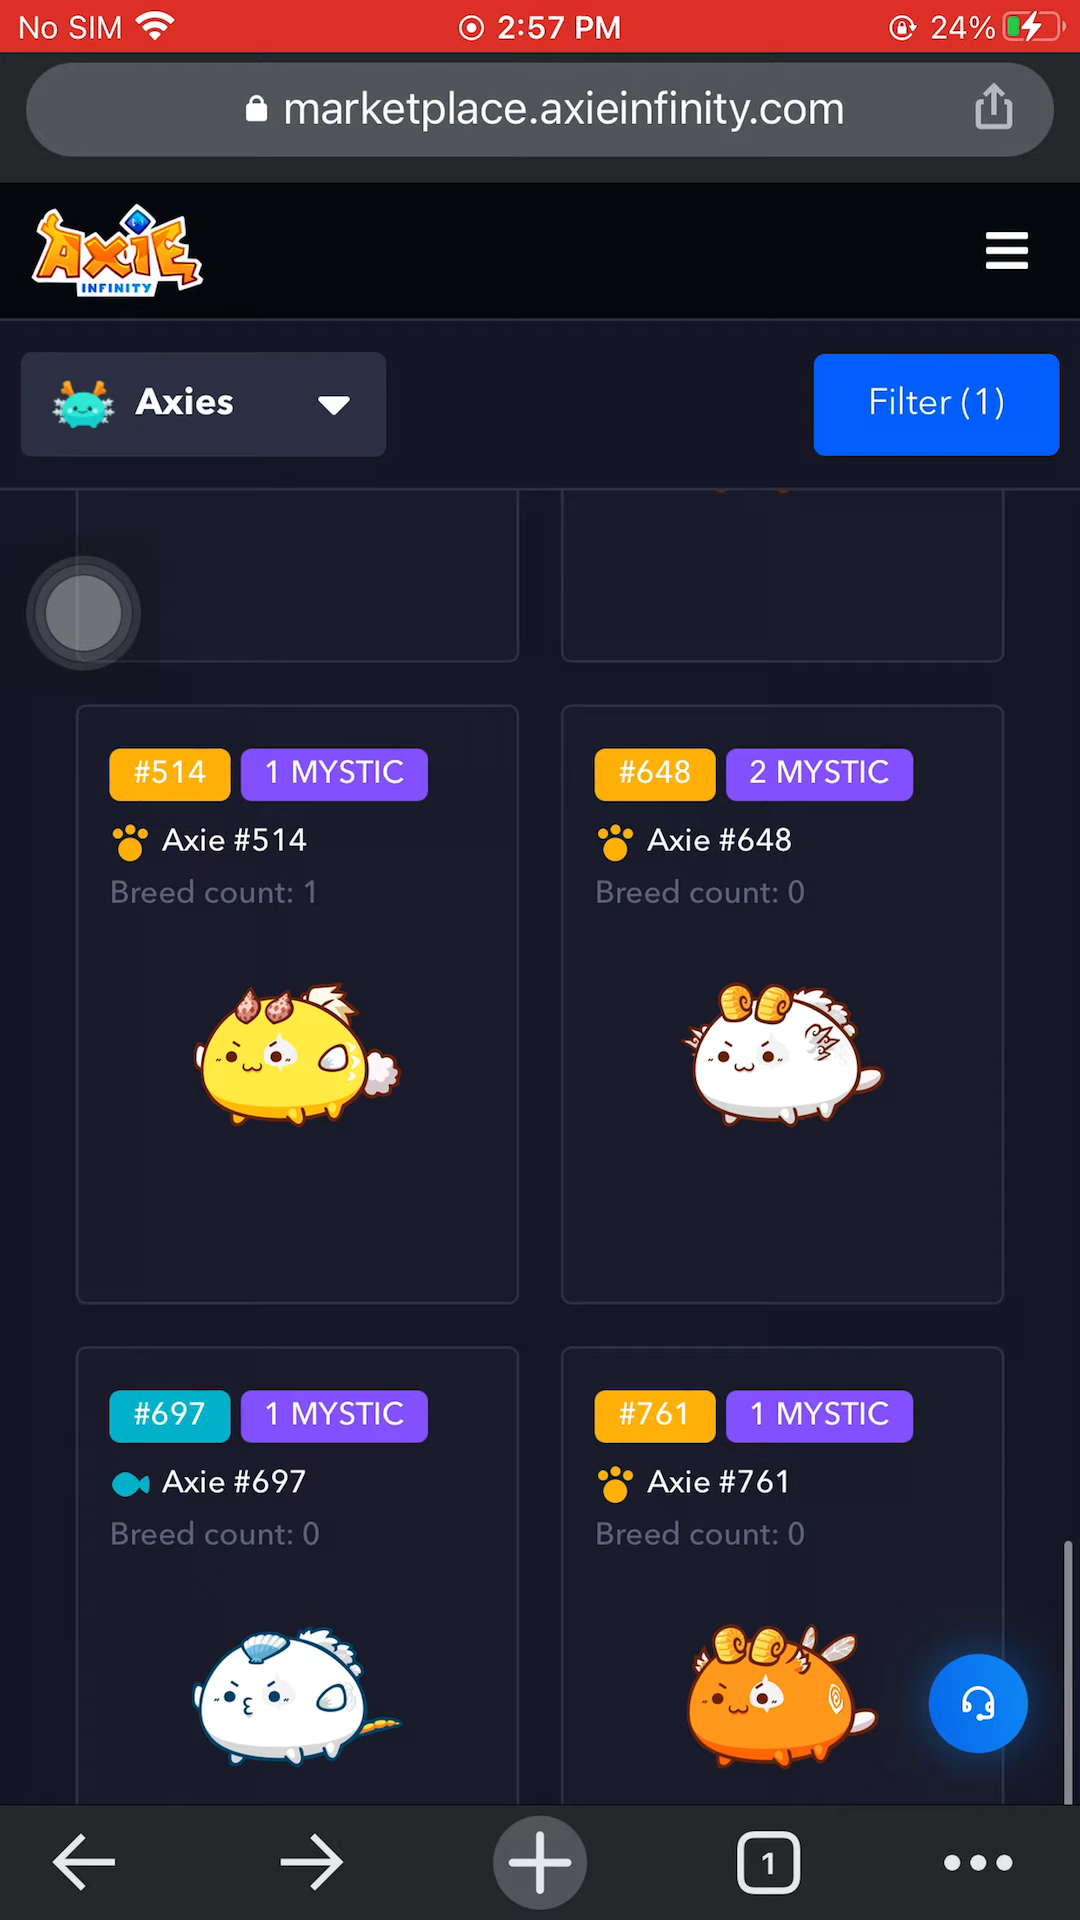 No SIM 2:57 PM 24%
marketplace.axieinfinity.com
AXIE
INFINITY
Axies Filter (1)
#514 1 MYSTIC
Axie #514
Breed count: 1
#648 2 MYSTIC
Axie #648
Breed count: 0
#697 1 MYSTIC
Axie #697
Breed count: 0
#761 1 MYSTIC
Axie #761
Breed count: 0
1